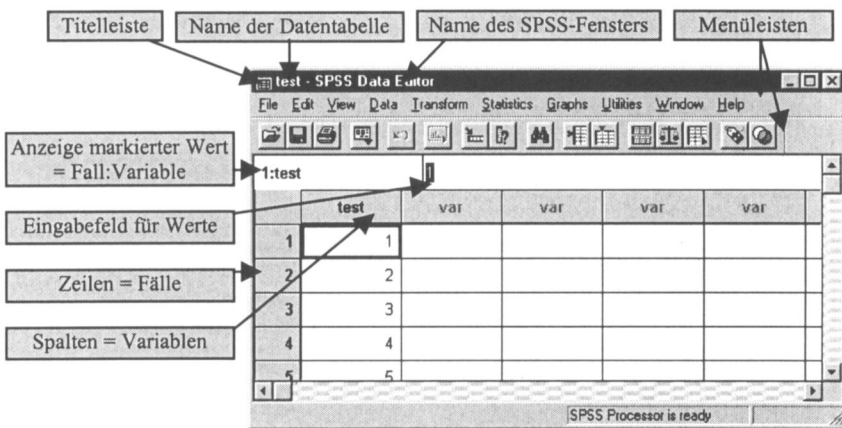 Titelleiste
Name der Datentabelle
Name des SPSS-Fensters
Menüleisten
test - SPSS Data Editor
File Edit View Data Transform Statistics Graphs Utilities Window Help
Anzeige markierter Wert
= Fall:Variable
1:test
1
Eingabefeld für Werte
test var var var var
1 1
Zeilen = Fälle
2 2
3 3
Spalten = Variablen
4 4
5 5
SPSS Processor is ready